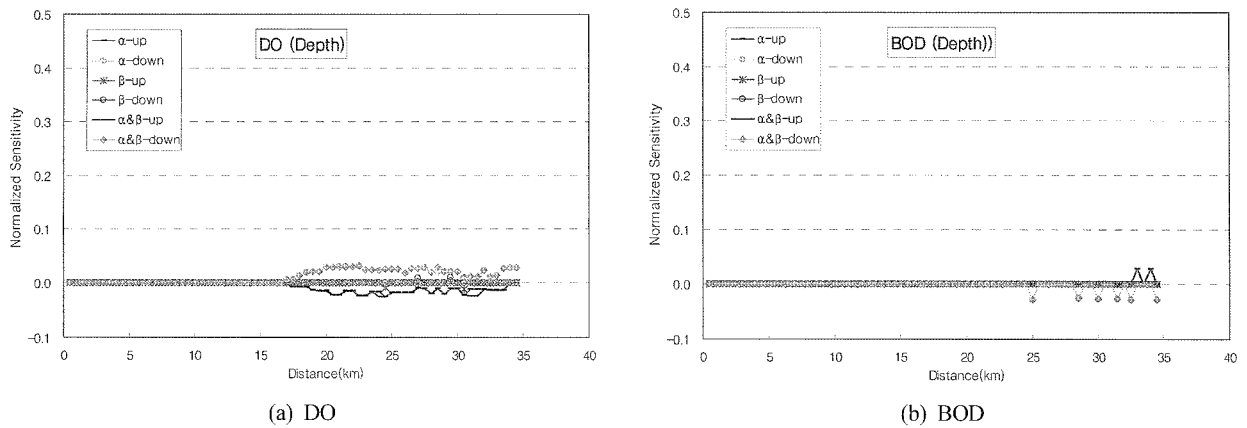 0.5
0.4
0.3
0.2
0.1
0.0
-0.1
Normalized Sensitivity
DO (Depth)
α-up
α-down
β-up
β-down
α&β-up
α&β-down
0 5 10 15 20 25 30 35 40
Distance(km)
(a) DO
0.5
0.4
0.3
0.2
0.1
0.0
-0.1
Normalized Sensitivity
BOD (Depth))
α-up
α-down
β-up
β-down
α&β-up
α&β-down
0 5 10 15 20 25 30 35 40
Distance(km)
(b) BOD